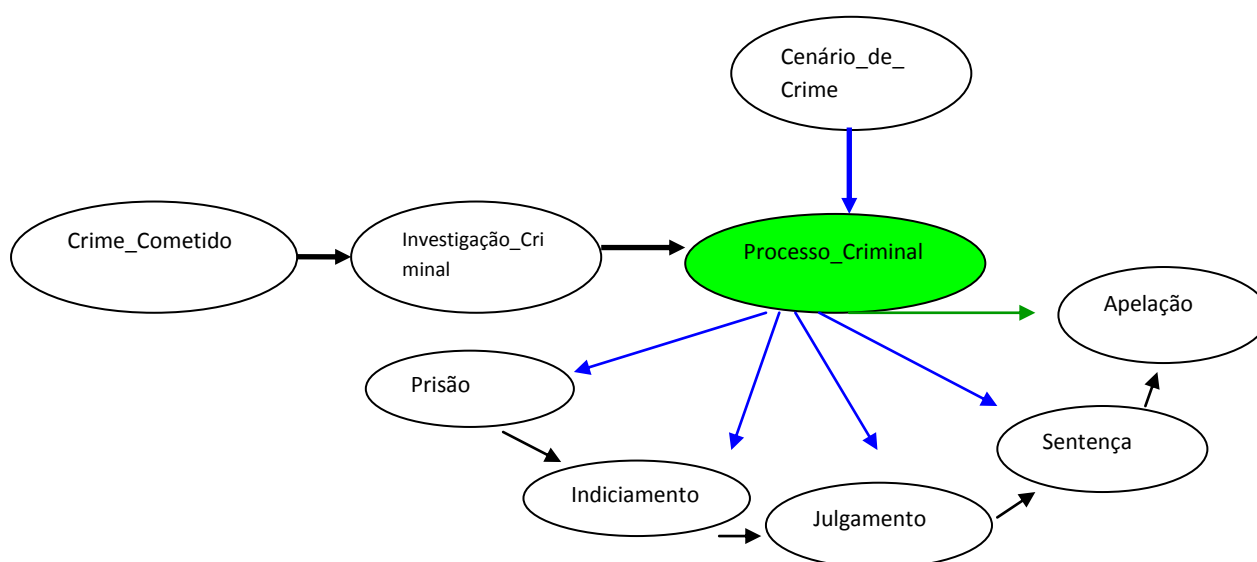 Cenário_de_
Crime
Crime_Cometido
Investigação_Cri
minal
Processo_Criminal
Apelação
Prisão
Sentença
Indiciamento
Julgamento